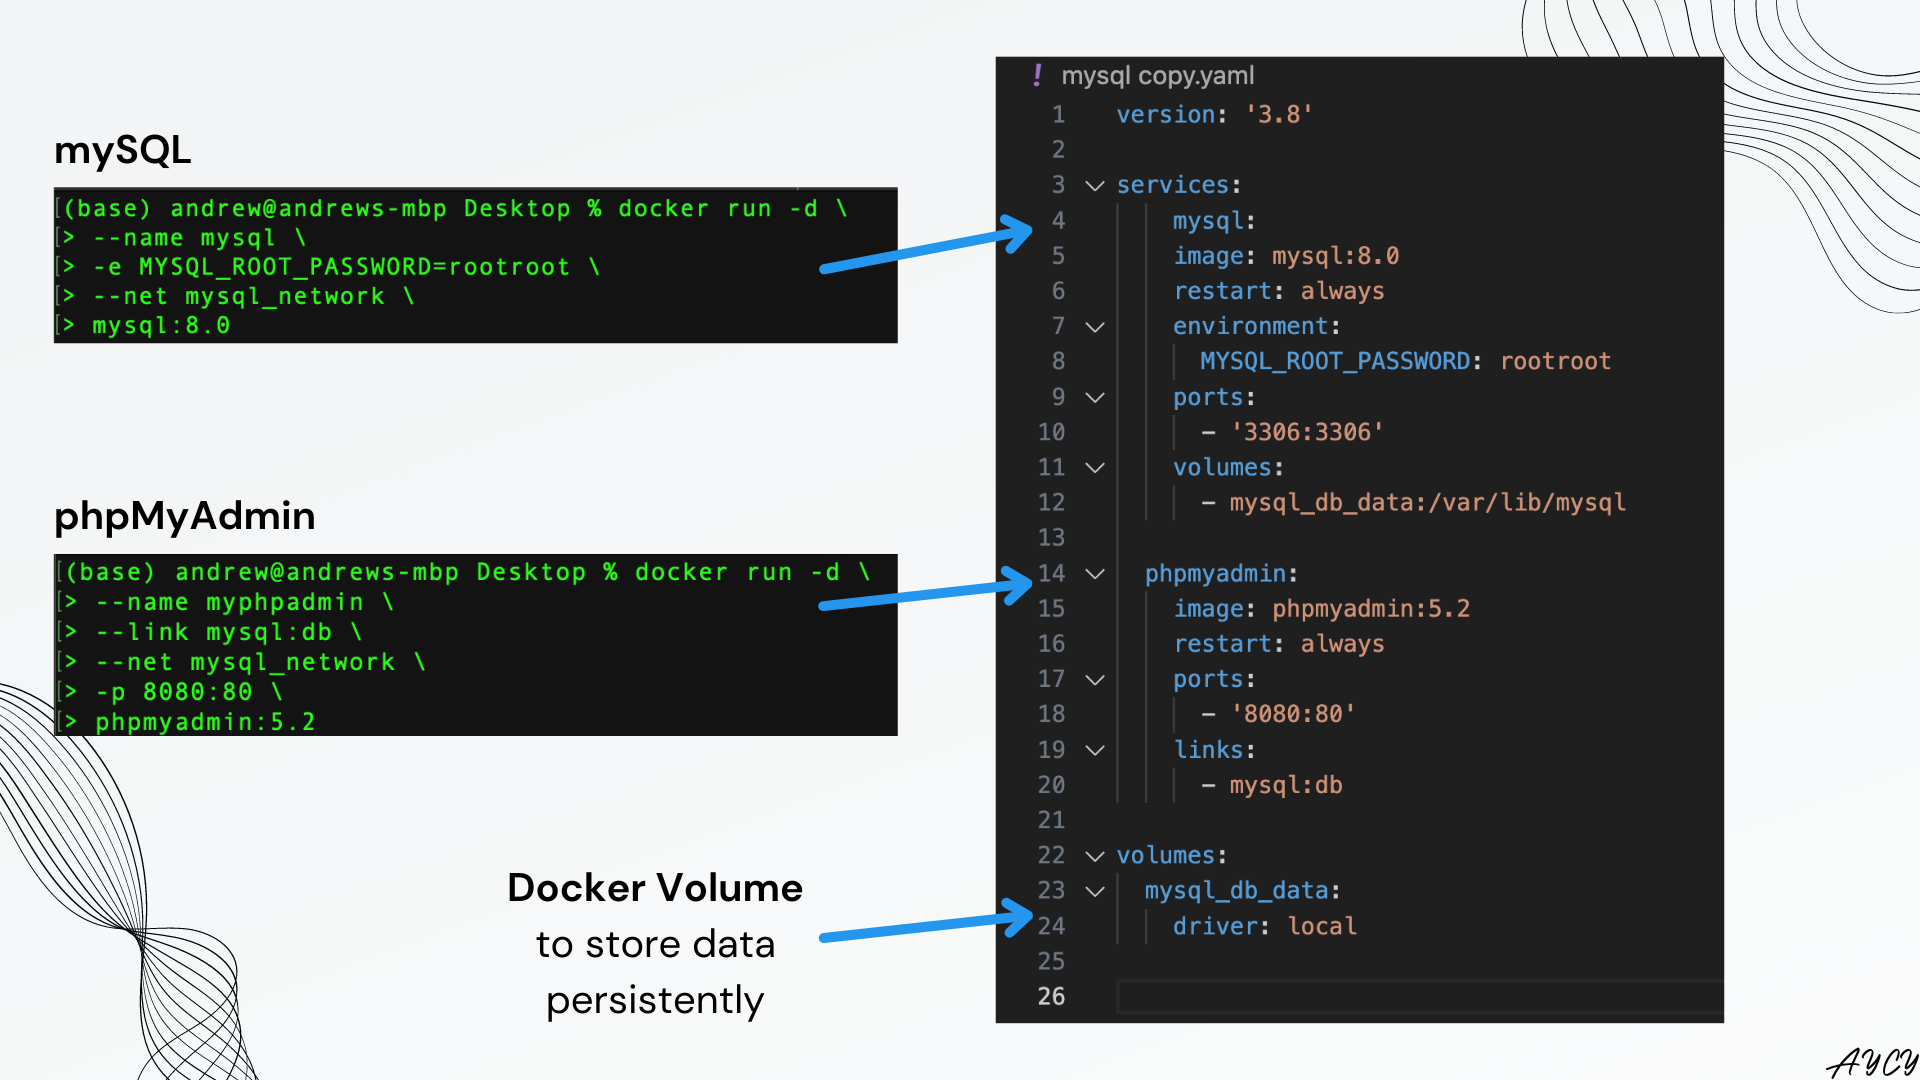 mySQL
[(base) andrew@andrews-mbp Desktop % docker run -d \
[> --name mysql \
[> -e MYSQL_ROOT_PASSWORD=rootroot \
[> --net mysql_network \
[> mysql:8.0
phpMyAdmin
[(base) andrew@andrews-mbp Desktop % docker run -d \
[> --name myphpadmin \
[> --link mysql:db \
[> --net mysql_network \
[> -p 8080:80 \
[> phpmyadmin:5.2
Docker Volume
to store data
persistently
! mysql copy.yaml
1 version: '3.8'
2
3 services:
4 mysql:
5 image: mysql:8.0
6 restart: always
7 environment:
8 MYSQL_ROOT_PASSWORD: rootroot
9 ports:
10 - '3306:3306'
11 volumes:
12 - mysql_db_data:/var/lib/mysql
13
14 phpmyadmin:
15 image: phpmyadmin:5.2
16 restart: always
17 ports:
18 - '8080:80'
19 links:
20 - mysql:db
21
22 volumes:
23 mysql_db_data:
24 driver: local
25
26
AYCY